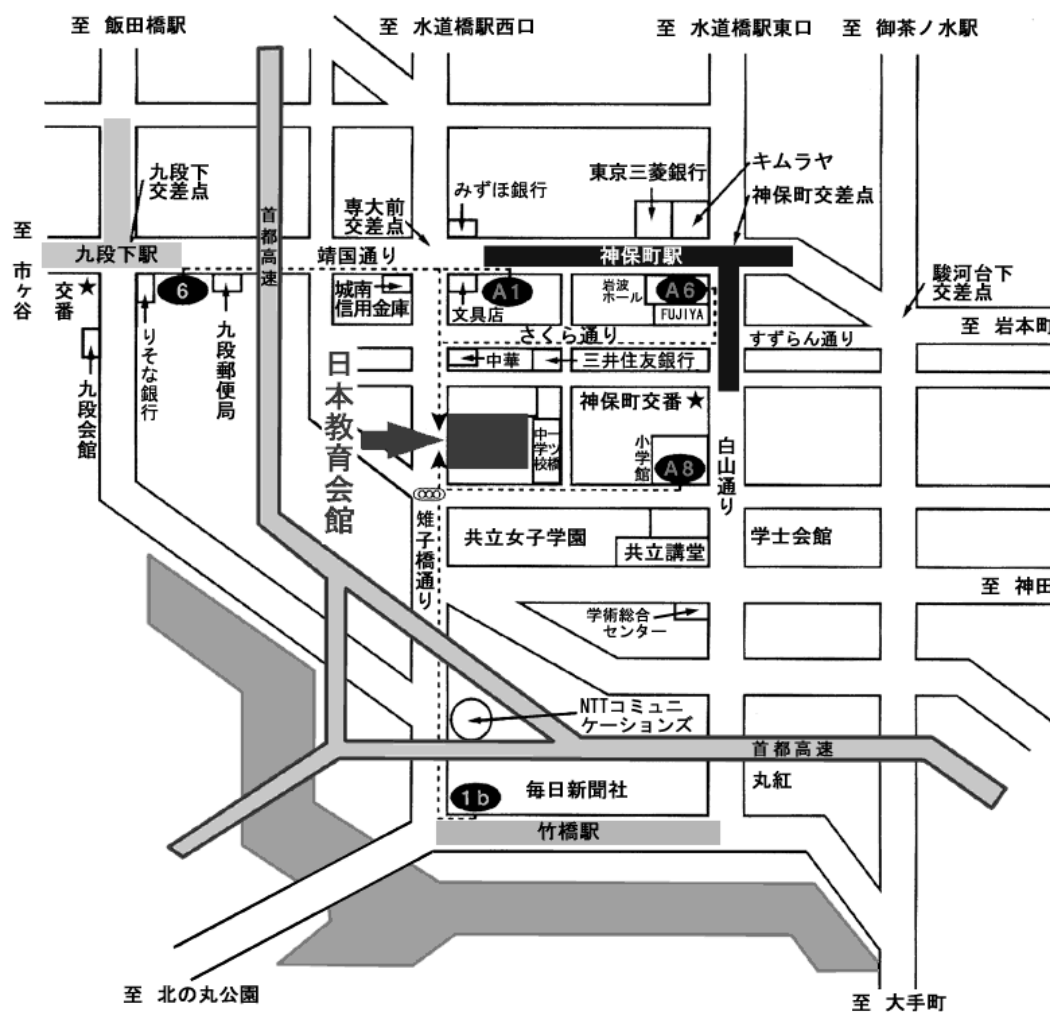 至 飯田橋駅
至 水道橋駅西口
至 水道橋駅東口
至 御茶ノ水駅
九段下
交差点
首都高速
専大前
交差点
みずほ銀行
東京三菱銀行
キムラヤ
神保町交差点
至 市ヶ谷
九段下駅
靖国通り
神保町駅
駿河台下
交差点
至 岩本町
交番★
6
城南
信用金庫
文具店
A1
岩波
ホール
A6
FUJIYA
さくら通り
すずらん通り
りそな銀行
九段郵便局
九段会館
中華
三井住友銀行
日本教育会館
一ツ橋
中学校
神保町交番★
小学館
A8
白山通り
雉子橋通り
共立女子学園
共立講堂
学士会館
至 神田
学術総合
センター
NTTコミュニ
ケーションズ
首都高速
丸紅
1b
毎日新聞社
竹橋駅
至 北の丸公園
至 大手町